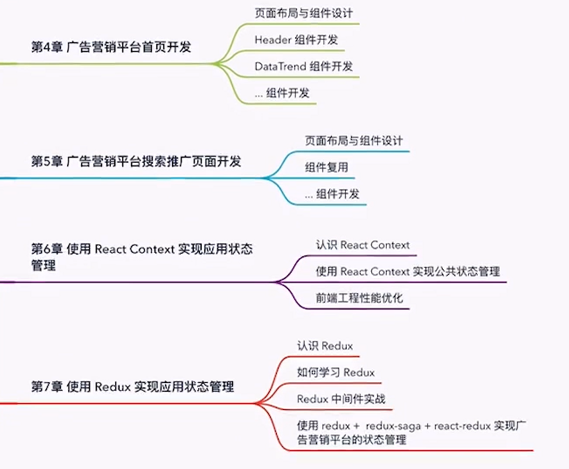 第4章 广告营销平台首页开发
页面布局与组件设计
Header 组件开发
DataTrend 组件开发
... 组件开发
第5章 广告营销平台搜索推广页面开发
页面布局与组件设计
组件复用
... 组件开发
第6章 使用 React Context 实现应用状态
管理
认识 React Context
使用 React Context 实现公共状态管理
前端工程性能优化
第7章 使用 Redux 实现应用状态管理
认识 Redux
如何学习 Redux
Redux 中间件实战
使用 redux + redux-saga + react-redux 实现广
告营销平台的状态管理